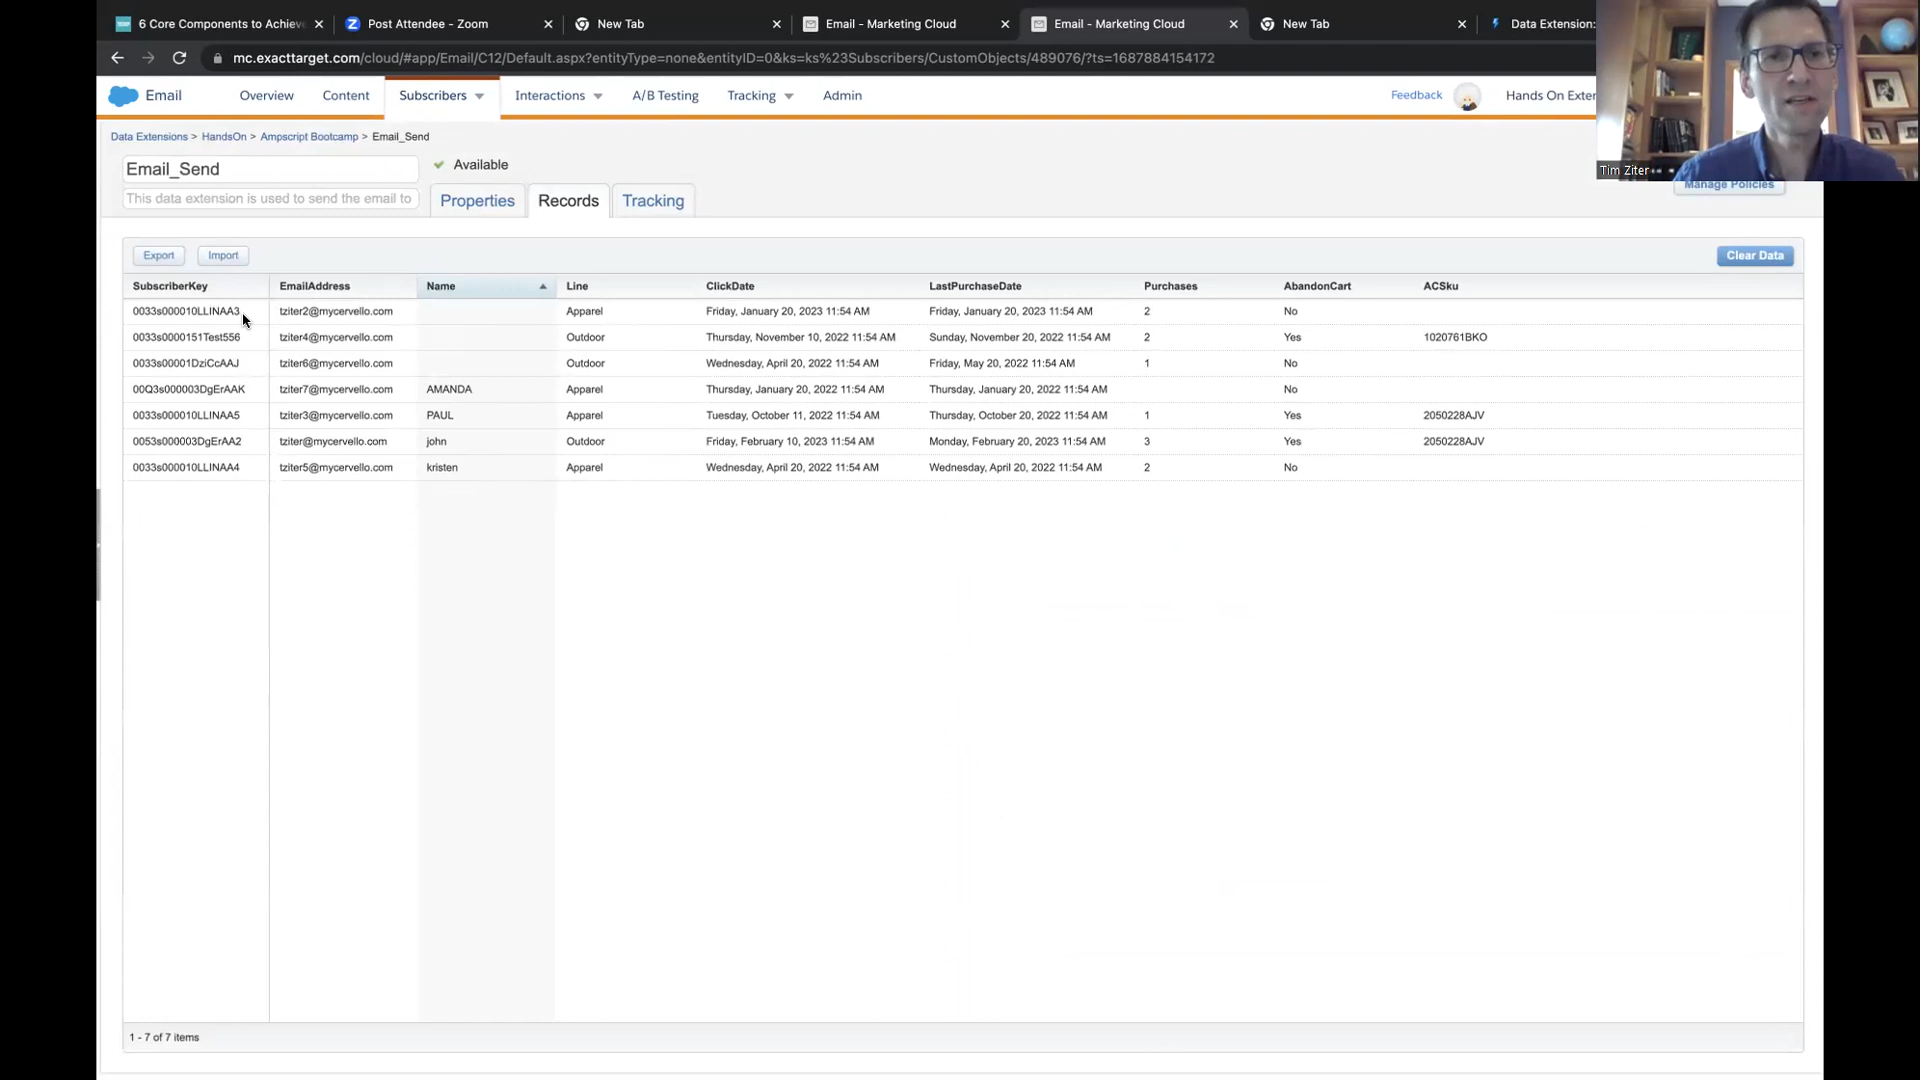 6 Core Components to Achieve
Post Attendee - Zoom
New Tab
Email - Marketing Cloud
Email - Marketing Cloud
New Tab
Data Extension:
mc.exacttarget.com/cloud/#app/Email/C12/Default.aspx?entityType=none&entityID=0&ks=ks%23Subscribers/CustomObjects/489076/?ts=1687884154172
Email Overview Content Subscribers Interactions A/B Testing Tracking Admin Feedback Hands On Exten
Data Extensions > HandsOn > Ampscript Bootcamp > Email_Send
Email_Send
Available
This data extension is used to send the email to
Properties Records Tracking
Tim Ziter
Manage Policies
Export Import Clear Data
SubscriberKey EmailAddress Name Line ClickDate LastPurchaseDate Purchases AbandonCart ACSku
0033s000010LLINAA3 tziter2@mycervello.com Apparel Friday, January 20, 2023 11:54 AM Friday, January 20, 2023 11:54 AM 2 No
0033s0000151Test556 tziter4@mycervello.com Outdoor Thursday, November 10, 2022 11:54 AM Sunday, November 20, 2022 11:54 AM 2 Yes 1020761BKO
0033s00001DziCcAAJ tziter6@mycervello.com Outdoor Wednesday, April 20, 2022 11:54 AM Friday, May 20, 2022 11:54 AM 1 No
00Q3s000003DgErAAK tziter7@mycervello.com AMANDA Apparel Thursday, January 20, 2022 11:54 AM Thursday, January 20, 2022 11:54 AM No
0033s000010LLINAA5 tziter3@mycervello.com PAUL Apparel Tuesday, October 11, 2022 11:54 AM Thursday, October 20, 2022 11:54 AM 1 Yes 2050228AJV
0053s000003DgErAA2 tziter@mycervello.com john Outdoor Friday, February 10, 2023 11:54 AM Monday, February 20, 2023 11:54 AM 3 Yes 2050228AJV
0033s000010LLINAA4 tziter5@mycervello.com kristen Apparel Wednesday, April 20, 2022 11:54 AM Wednesday, April 20, 2022 11:54 AM 2 No
1 - 7 of 7 items